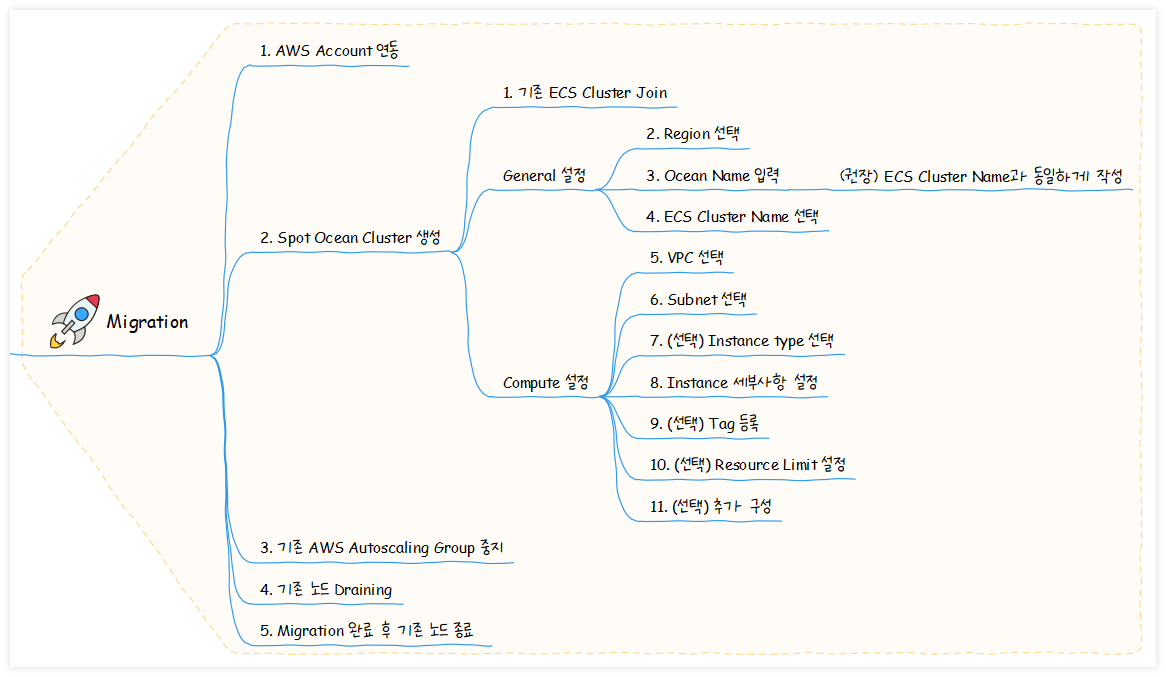 Migration
1. AWS Account 연동
2. Spot Ocean Cluster 생성
1. 기존 ECS Cluster Join
General 설정
2. Region 선택
3. Ocean Name 입력
(권장) ECS Cluster Name과 동일하게 작성
4. ECS Cluster Name 선택
Compute 설정
5. VPC 선택
6. Subnet 선택
7. (선택) Instance type 선택
8. Instance 세부사항 설정
9. (선택) Tag 등록
10. (선택) Resource Limit 설정
11. (선택) 추가 구성
3. 기존 AWS Autoscaling Group 중지
4. 기존 노드 Draining
5. Migration 완료 후 기존 노드 종료